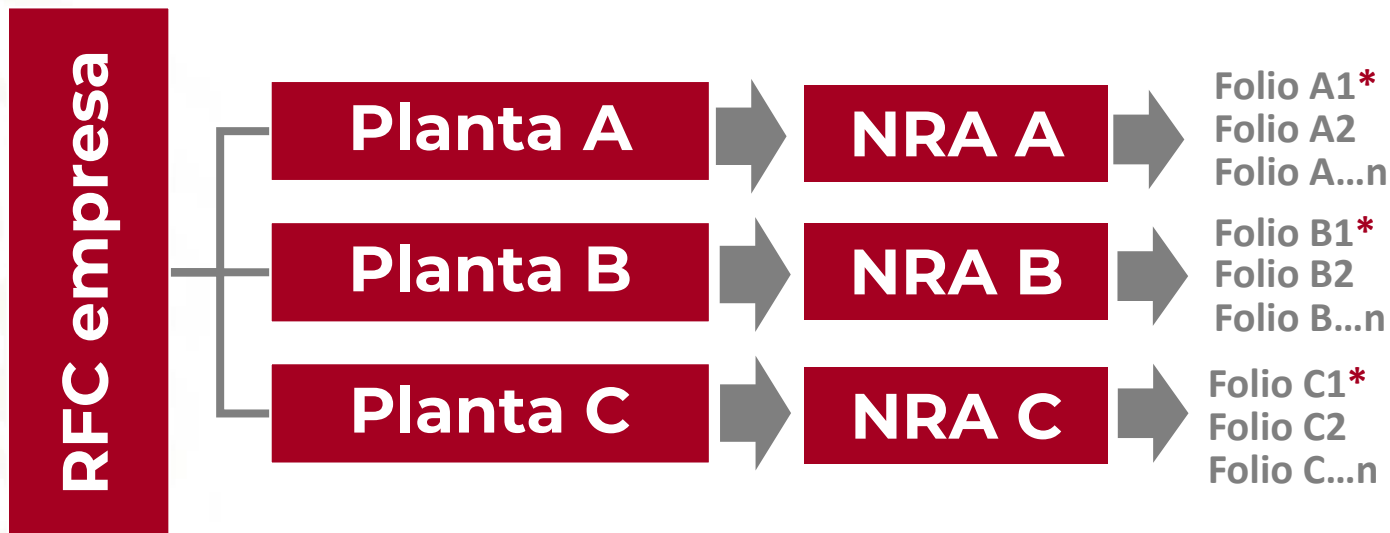 RFC empresa
Planta A
NRA A
Folio A1*
Folio A2
Folio A...n
Planta B
NRA B
Folio B1*
Folio B2
Folio B...n
Planta C
NRA C
Folio C1*
Folio C2
Folio C...n